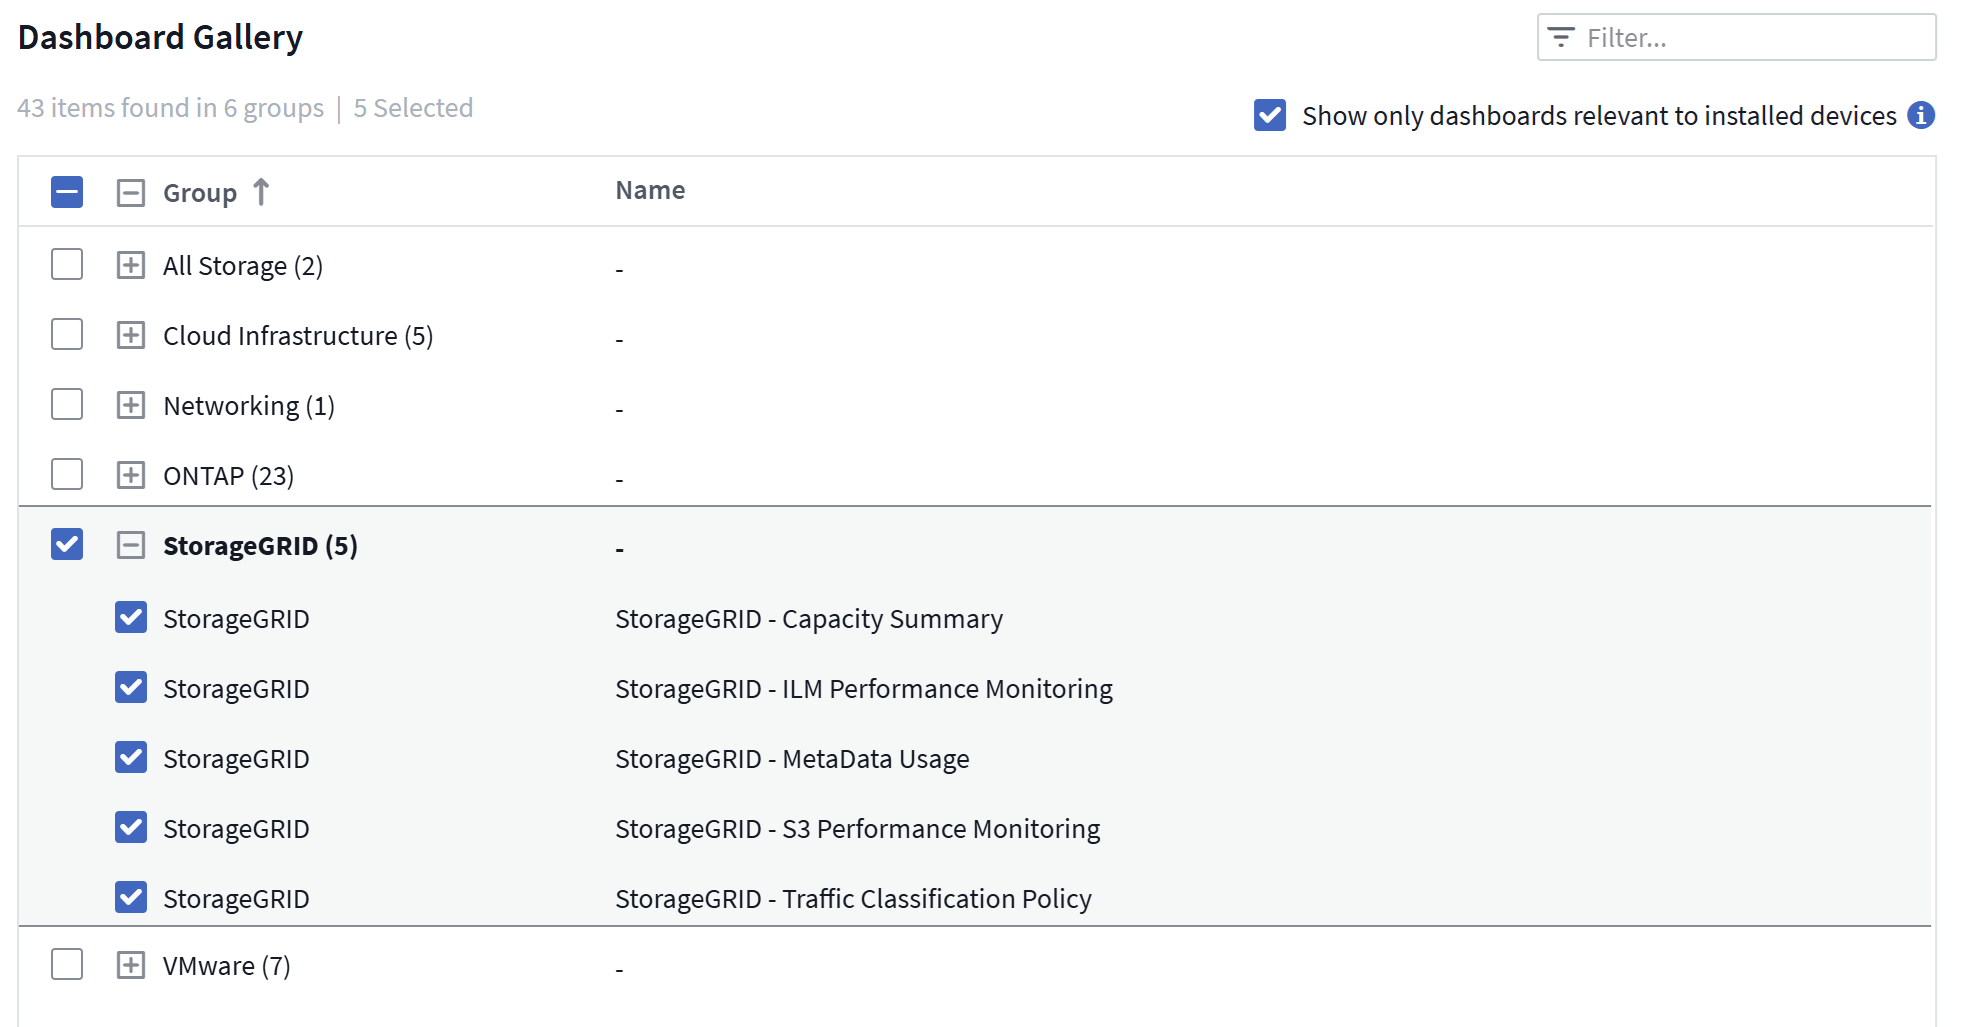 Dashboard Gallery
Filter...
43 items found in 6 groups | 5 Selected
Show only dashboards relevant to installed devices
Group ↑ Name
All Storage (2) -
Cloud Infrastructure (5) -
Networking (1) -
ONTAP (23) -
StorageGRID (5) -
StorageGRID StorageGRID - Capacity Summary
StorageGRID StorageGRID - ILM Performance Monitoring
StorageGRID StorageGRID - MetaData Usage
StorageGRID StorageGRID - S3 Performance Monitoring
StorageGRID StorageGRID - Traffic Classification Policy
VMware (7) -